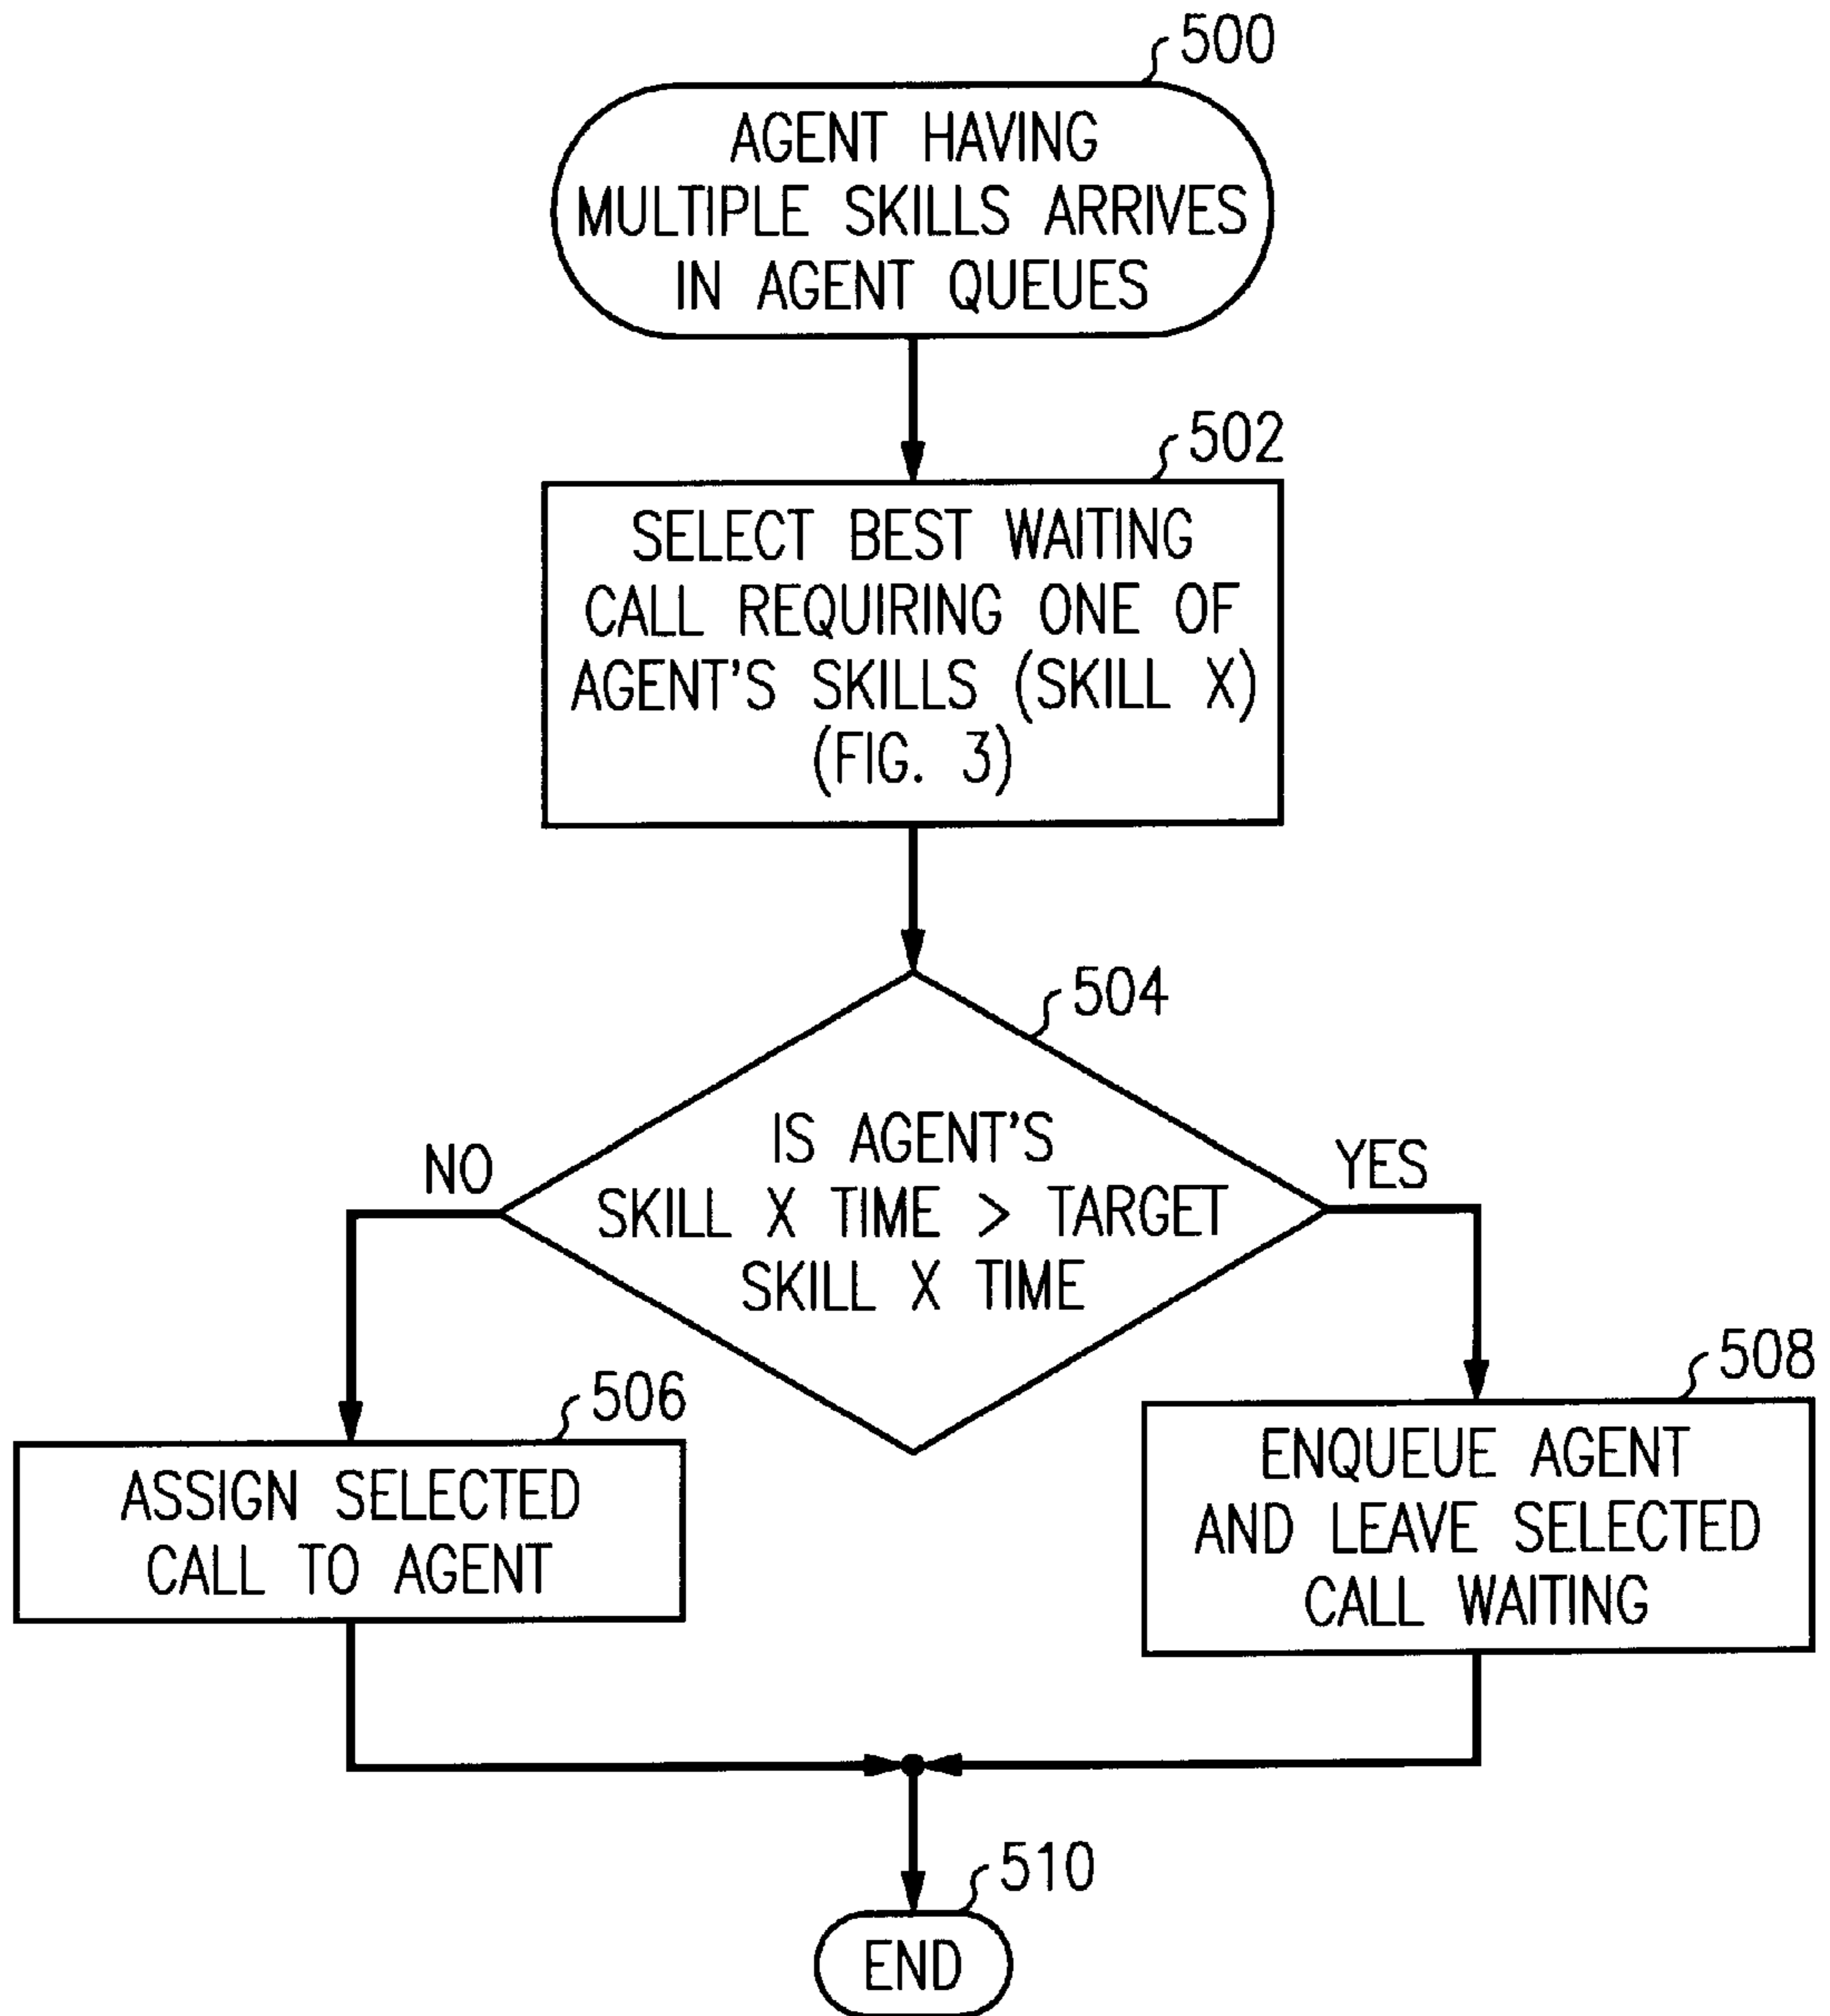 500
AGENT HAVING
MULTIPLE SKILLS ARRIVES
IN AGENT QUEUES
502
SELECT BEST WAITING
CALL REQUIRING ONE OF
AGENT'S SKILLS (SKILL X)
(FIG. 3)
504
IS AGENT'S
SKILL X TIME > TARGET
SKILL X TIME
NO
YES
506
ASSIGN SELECTED
CALL TO AGENT
508
ENQUEUE AGENT
AND LEAVE SELECTED
CALL WAITING
510
END